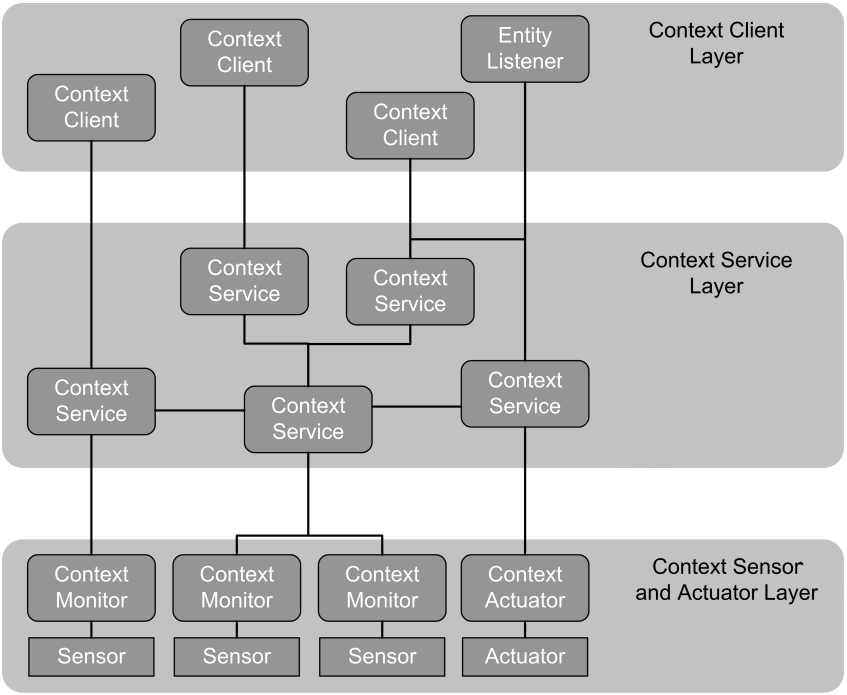 Context
Client
Context
Client
Context
Client
Entity
Listener
Context Client
Layer
Context
Service
Context
Service
Context Service
Layer
Context
Service
Context
Service
Context
Service
Context
Monitor
Context
Monitor
Context
Monitor
Context
Actuator
Context Sensor
and Actuator Layer
Sensor
Sensor
Sensor
Actuator